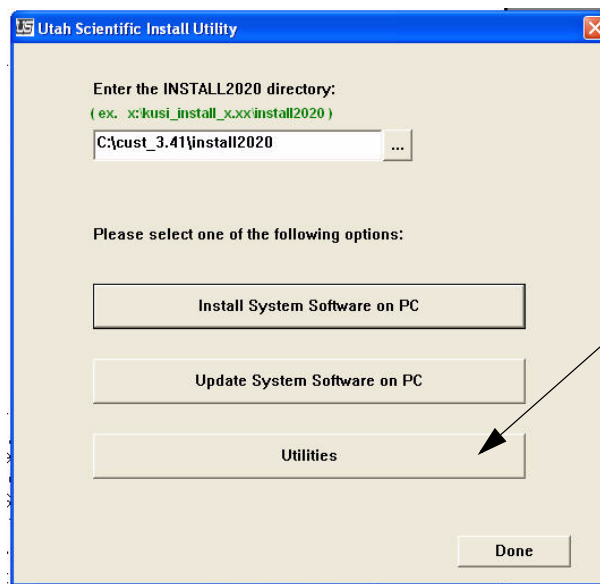 US Utah Scientific Install Utility
Enter the INSTALL2020 directory:
( ex. x:\kusi_install_x.xx\install2020 )
C:\cust_3.41\install2020
...
Please select one of the following options:
Install System Software on PC
Update System Software on PC
Utilities
Done